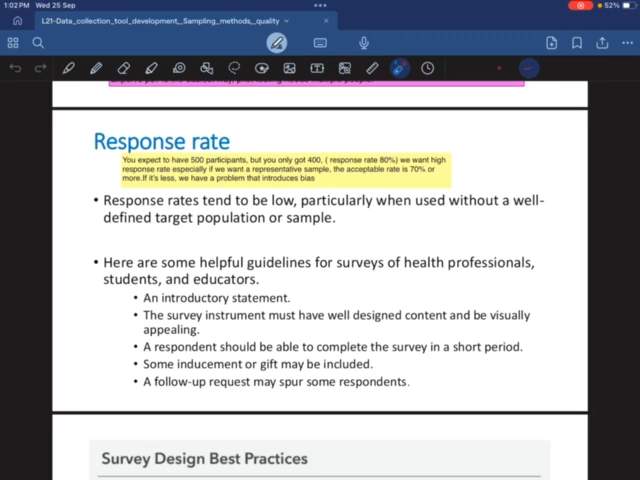 1:02 PM Wed 25 Sep
52%
L21-Data_collection_tool_development,_Sampling_methods,_quality
Response rate
You expect to have 500 participants, but you only got 400, ( response rate 80%) we want high
response rate especially if we want a representative sample, the acceptable rate is 70% or
more.If it's less, we have a problem that introduces bias
• Response rates tend to be low, particularly when used without a well-
defined target population or sample.
• Here are some helpful guidelines for surveys of health professionals,
students, and educators.
• An introductory statement.
• The survey instrument must have well designed content and be visually
appealing.
• A respondent should be able to complete the survey in a short period.
• Some inducement or gift may be included.
• A follow-up request may spur some respondents.
Survey Design Best Practices